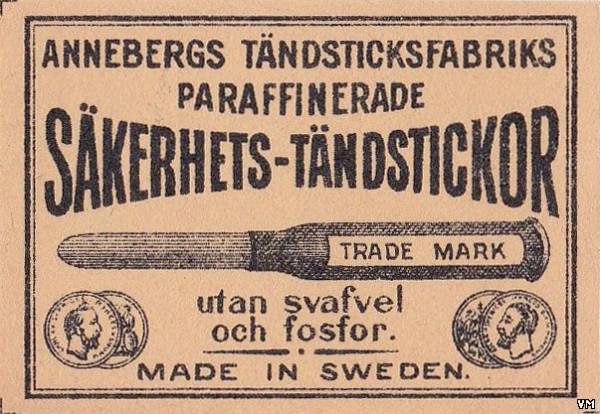 ANNEBERGS TÄNDSTICKSFABRIKS
PARAFFINERADE
SÄKERHETS-TÄNDSTICKOR
TRADE MARK
utan svafvel
och fosfor.
MADE IN SWEDEN.
VM